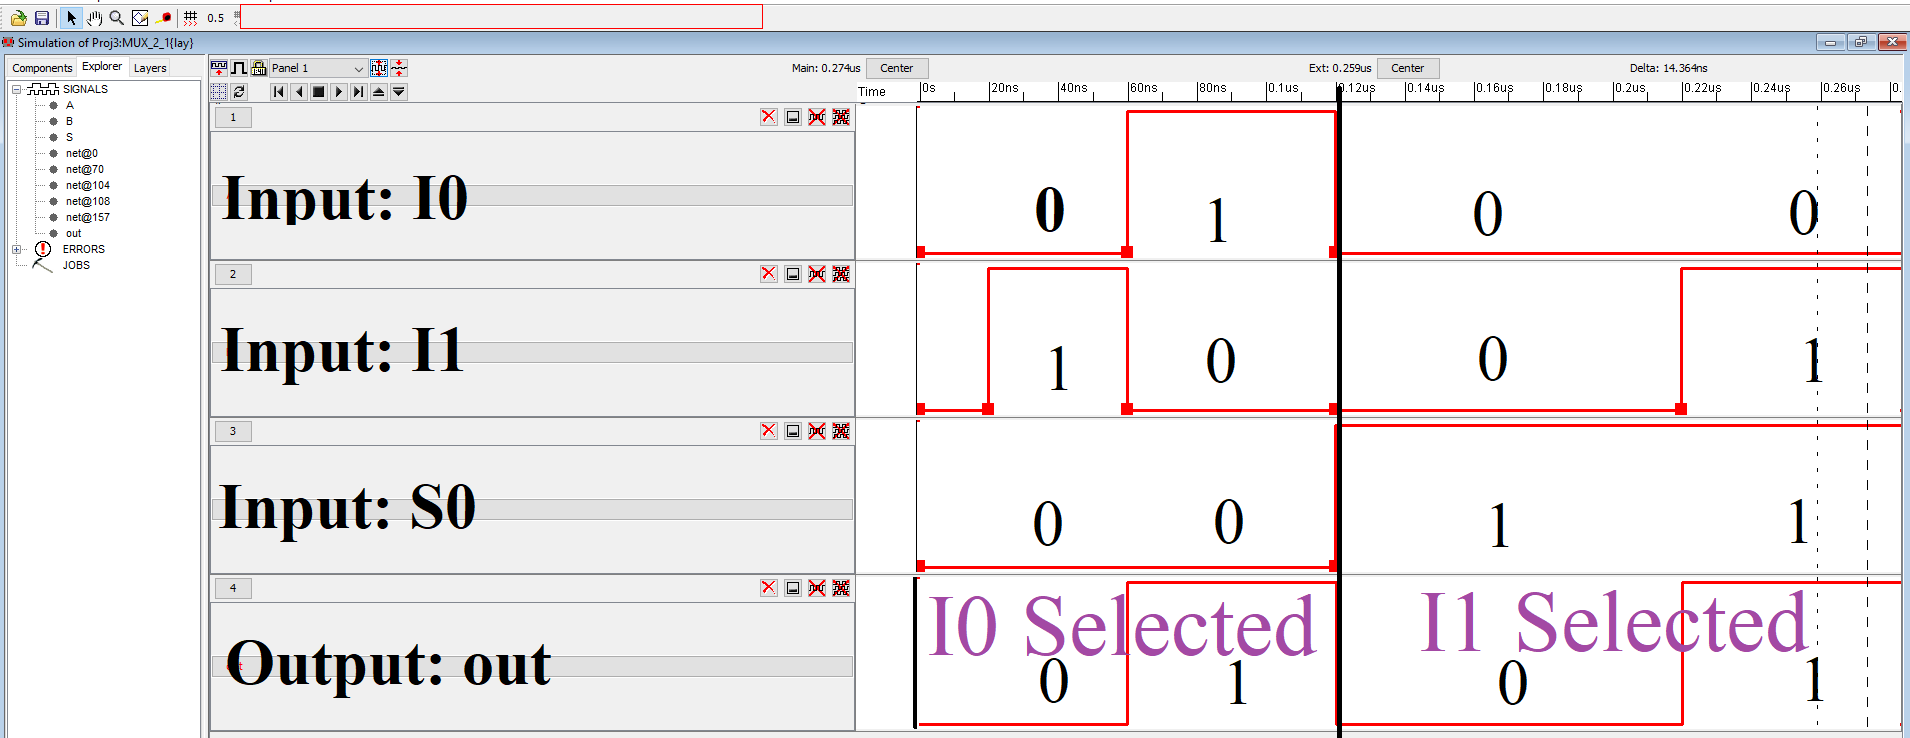 0.5
Simulation of Proj3:MUX_2_1{lay}
Components Explorer Layers
SIGNALS
A
B
S
net@0
net@70
net@104
net@108
net@157
out
ERRORS
JOBS
Panel 1 Main: 0.274us Center Ext: 0.259us Center Delta: 14.364ns
Time 0s 20ns 40ns 60ns 80ns 0.1us 0.12us 0.14us 0.16us 0.18us 0.2us 0.22us 0.24us 0.26us 0.
1
Input: I0 0 1 0 0
2
Input: I1 1 0 0 1
3
Input: S0 0 0 1 1
4
I0 Selected I1 Selected
Output: out 0 1 0 1